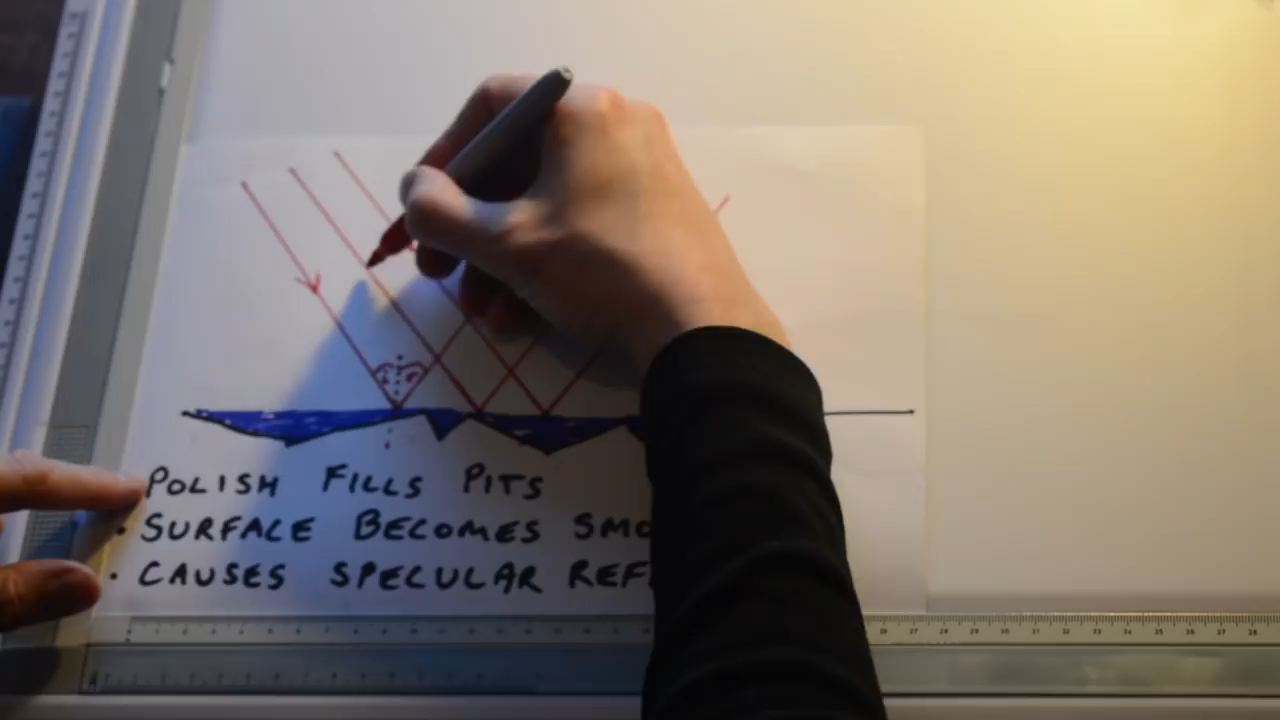 POLISH FILLS PITS
· SURFACE BECOMES
· CAUSES SPECULAR